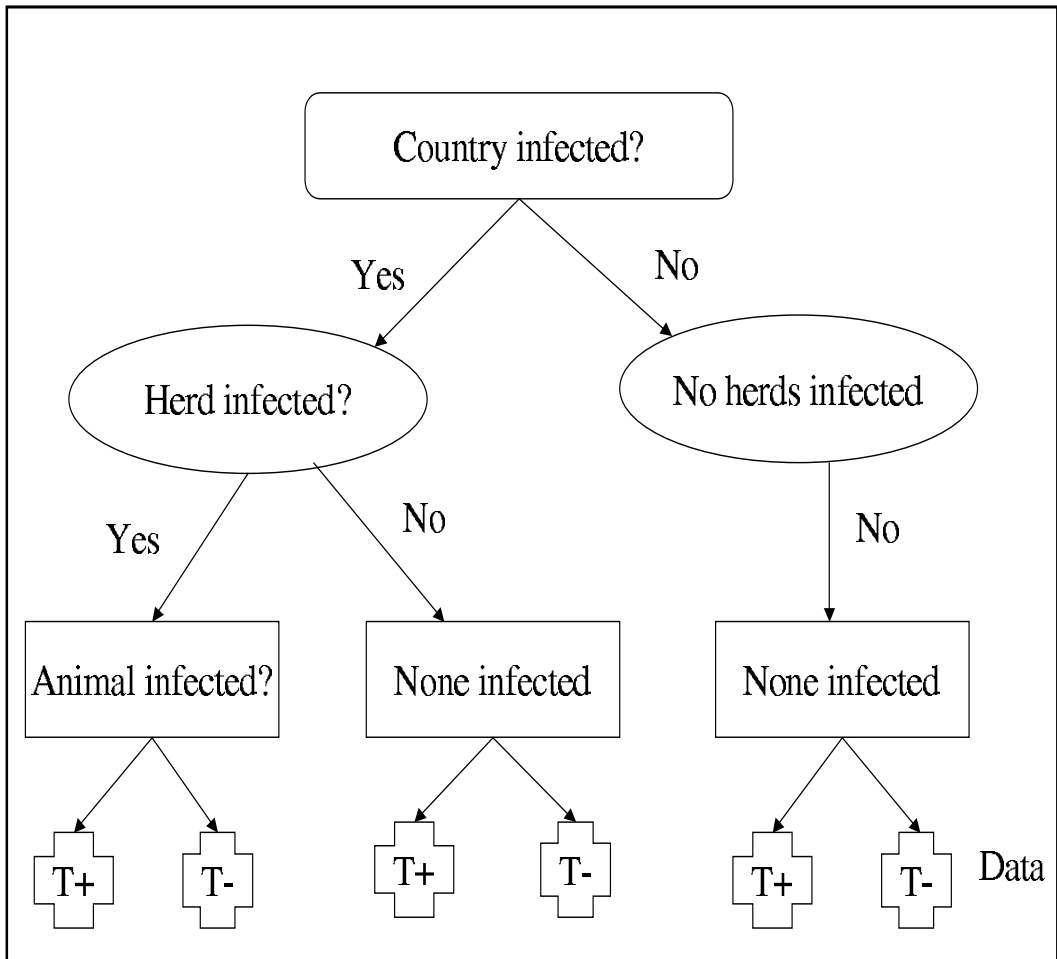 Country infected?
Yes
No
Herd infected?
No herds infected
Yes
No
No
Animal infected?
None infected
None infected
T+
T-
T+
T-
T+
T-
Data